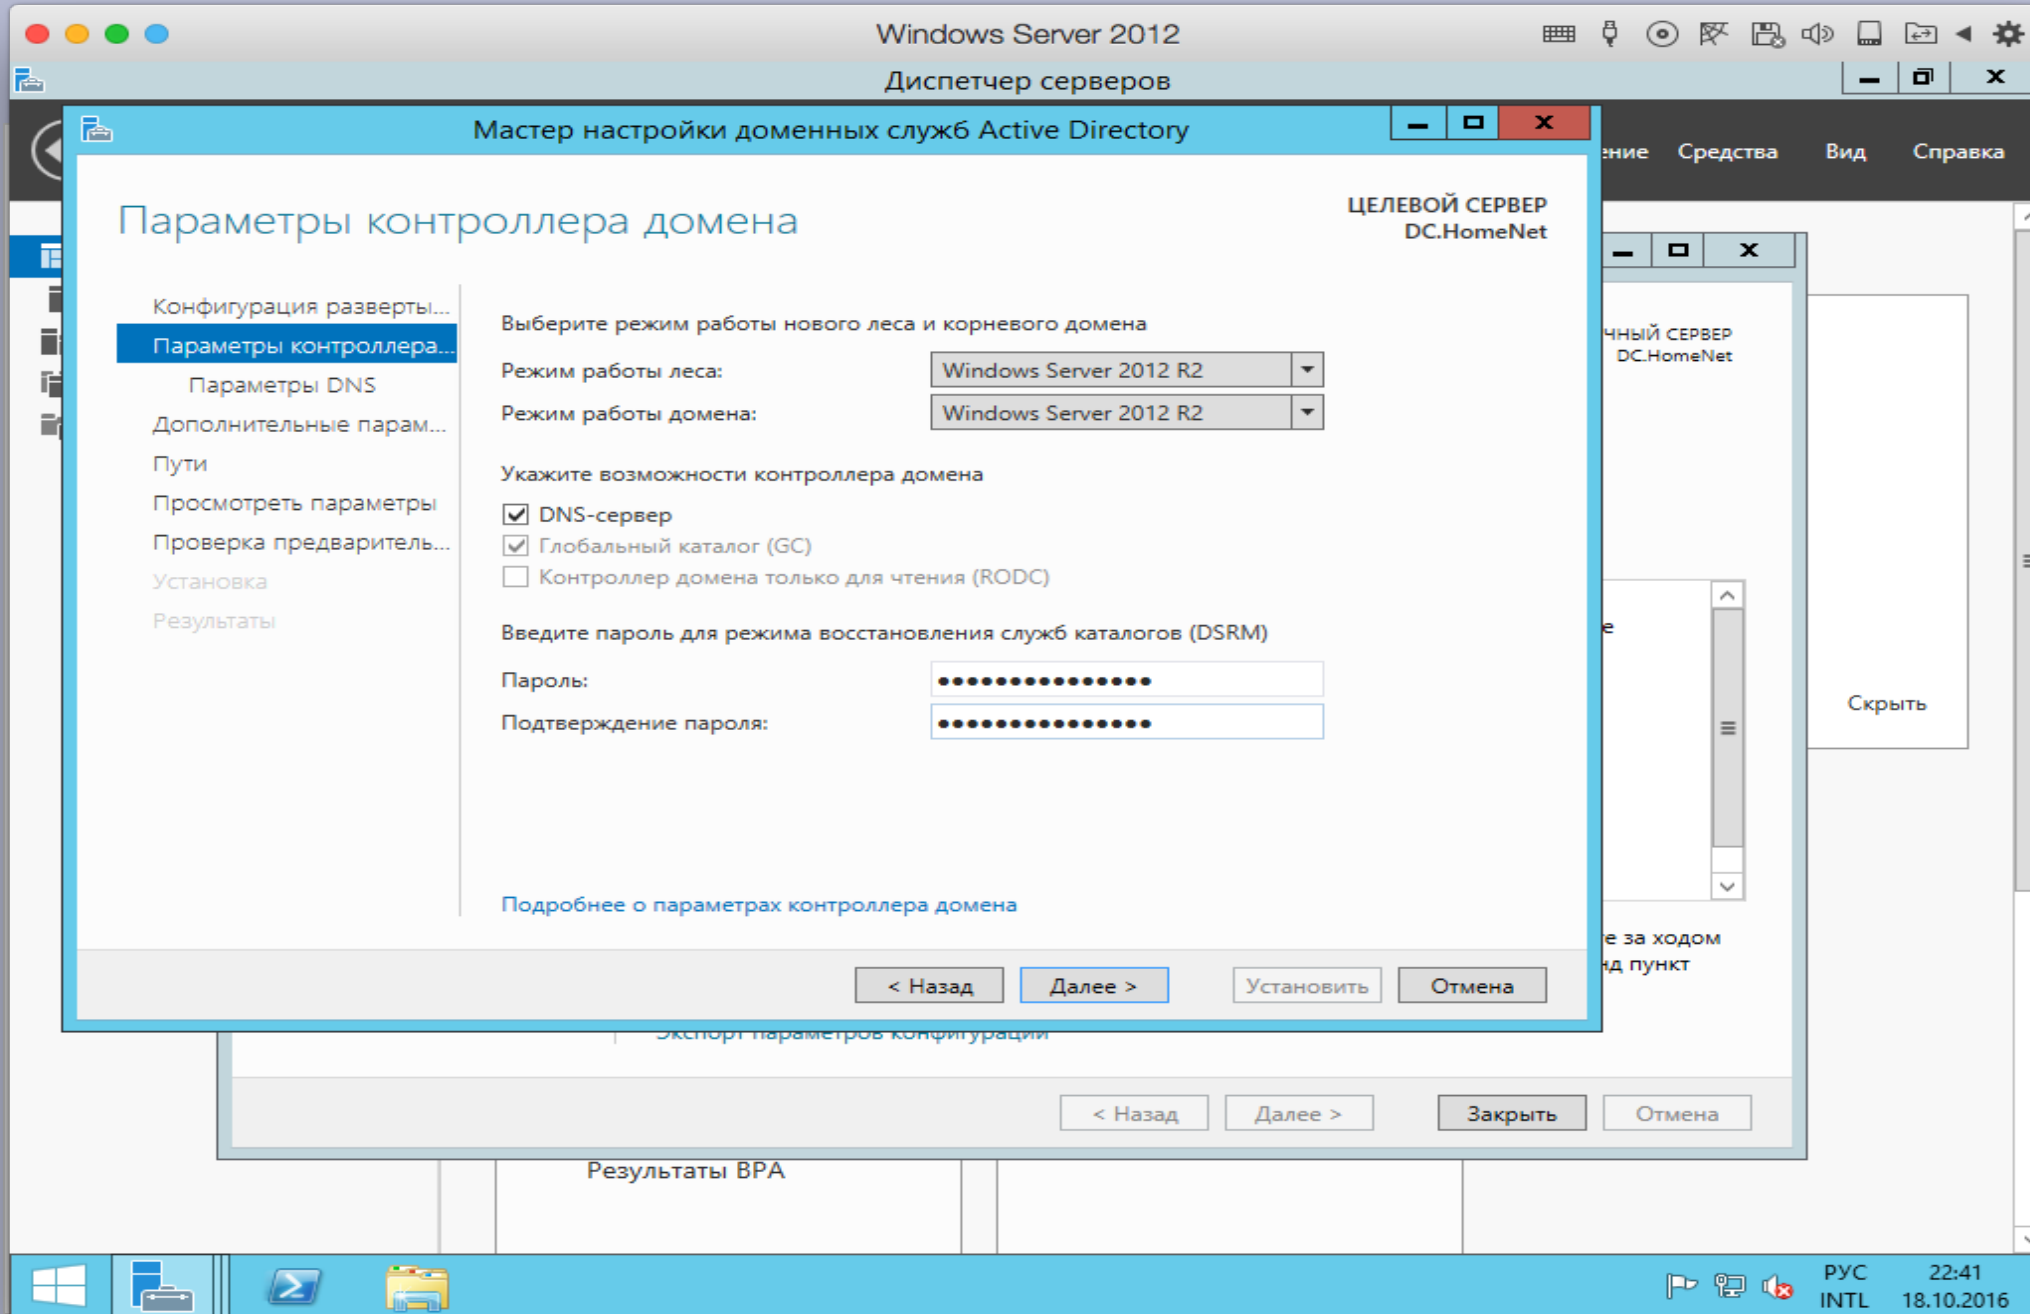 Windows Server 2012
Диспетчер серверов
Мастер настройки доменных служб Active Directory
ение Средства Вид Справка
Параметры контроллера домена
ЦЕЛЕВОЙ СЕРВЕР
DC.HomeNet
Конфигурация разверты...
Параметры контроллера...
Параметры DNS
Дополнительные парам...
Пути
Просмотреть параметры
Проверка предваритель...
Установка
Результаты
Выберите режим работы нового леса и корневого домена
Режим работы леса: Windows Server 2012 R2
Режим работы домена: Windows Server 2012 R2
Укажите возможности контроллера домена
DNS-сервер
Глобальный каталог (GC)
Контроллер домена только для чтения (RODC)
Введите пароль для режима восстановления служб каталогов (DSRM)
Пароль: •••••••••••••••
Подтверждение пароля: •••••••••••••••
Подробнее о параметрах контроллера домена
< Назад Далее > Установить Отмена
ЧНЫЙ СЕРВЕР
DC.HomeNet
е
Скрыть
е за ходом
нд пункт
Экспорт параметров конфигурации
< Назад Далее > Закрыть Отмена
Результаты BPA
РУС 22:41
INTL 18.10.2016